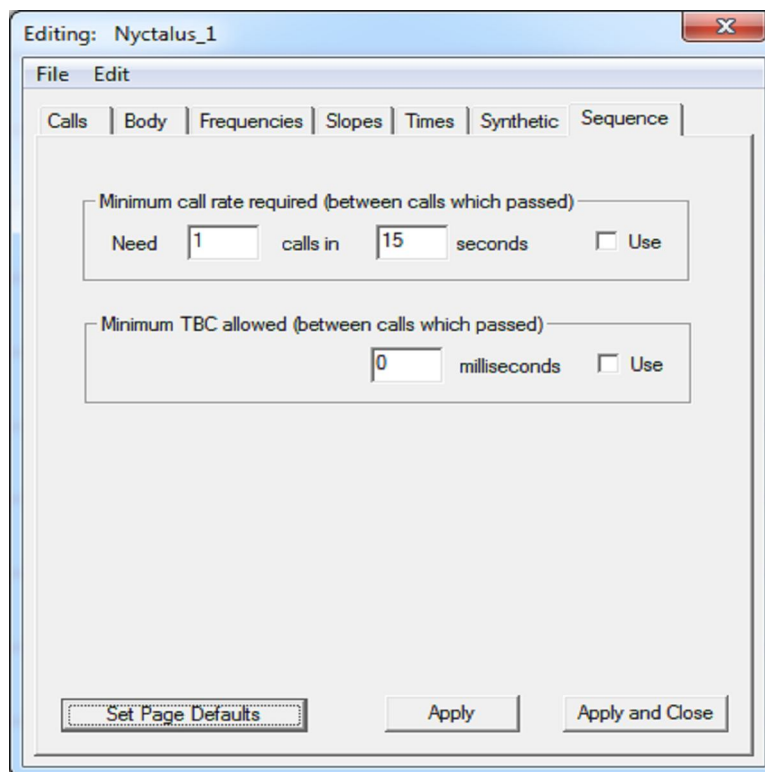 Editing: Nyctalus_1
File Edit
Calls Body Frequencies Slopes Times Synthetic Sequence
Minimum call rate required (between calls which passed)
Need 1 calls in 15 seconds Use
Minimum TBC allowed (between calls which passed)
0 milliseconds Use
Set Page Defaults Apply Apply and Close